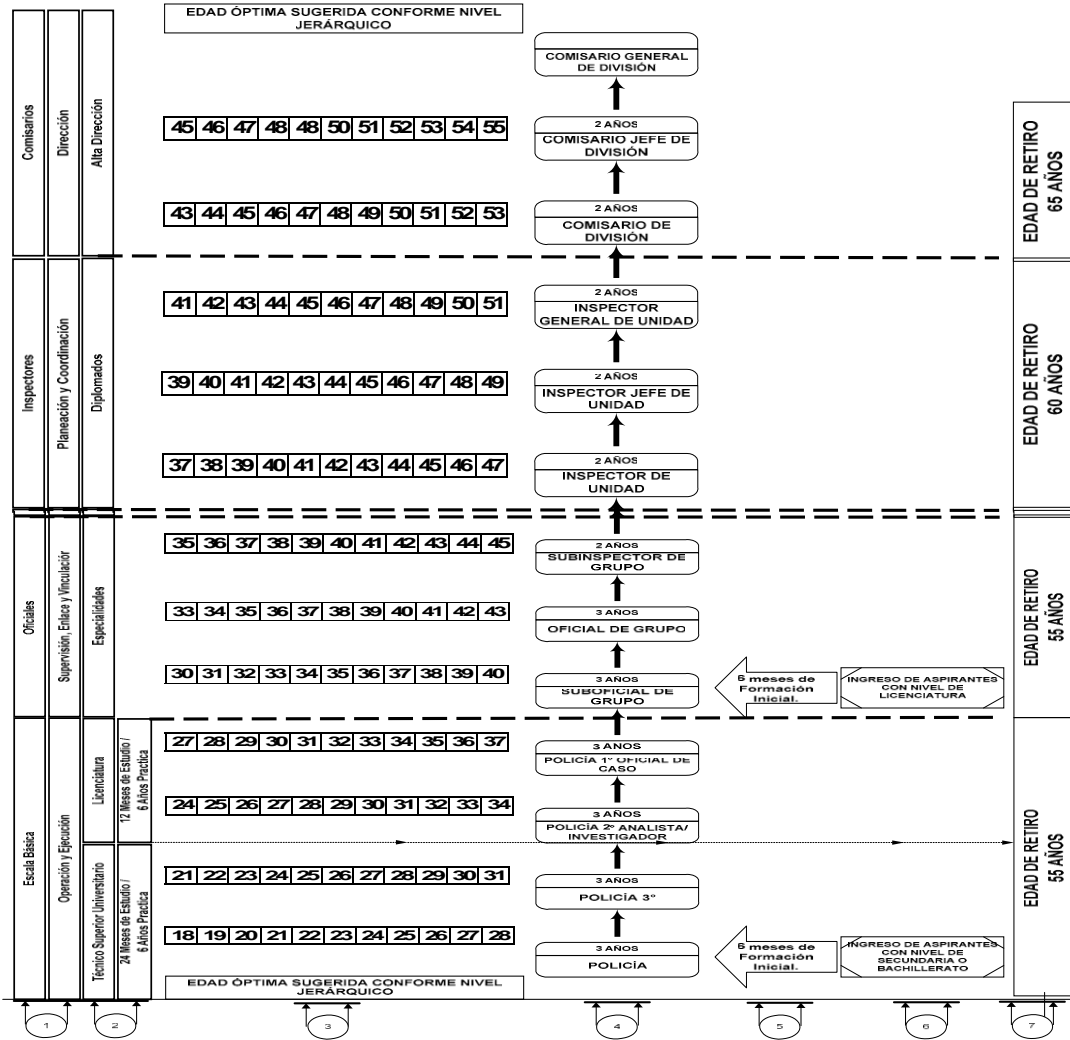 EDAD ÓPTIMA SUGERIDA CONFORME NIVEL
JERÁRQUICO
COMISARIO GENERAL
DE DIVISIÓN
Comisarios
Dirección
Alta Dirección
45 46 47 48 48 50 51 52 53 54 55
2 AÑOS
COMISARIO JEFE DE
DIVISIÓN
43 44 45 46 47 48 49 50 51 52 53
2 AÑOS
COMISARIO DE
DIVISIÓN
EDAD DE RETIRO
65 AÑOS
Inspectores
Planeación y Coordinación
Diplomados
41 42 43 44 45 46 47 48 49 50 51
2 AÑOS
INSPECTOR
GENERAL DE UNIDAD
39 40 41 42 43 44 45 46 47 48 49
2 AÑOS
INSPECTOR JEFE DE
UNIDAD
37 38 39 40 41 42 43 44 45 46 47
2 AÑOS
INSPECTOR DE
UNIDAD
EDAD DE RETIRO
60 AÑOS
Oficiales
Supervisión, Enlace y Vinculaciór
Especialidades
35 36 37 38 39 40 41 42 43 44 45
2 AÑOS
SUBINSPECTOR DE
GRUPO
33 34 35 36 37 38 39 40 41 42 43
3 AÑOS
OFICIAL DE GRUPO
30 31 32 33 34 35 36 37 38 39 40
3 AÑOS
SUBOFICIAL DE
GRUPO
6 meses de
Formación
Inicial.
INGRESO DE ASPIRANTES
CON NIVEL DE
LICENCIATURA
EDAD DE RETIRO
55 AÑOS
Escala Básica
Operación y Ejecución
Licenciatura
12 Meses de Estudio /
6 Años Practica
27 28 29 30 31 32 33 34 35 36 37
3 AÑOS
POLICÍA 1º OFICIAL DE
CASO
24 25 26 27 28 29 30 31 32 33 34
3 AÑOS
POLICÍA 2º ANALISTA/
INVESTIGADOR
Técnico Superior Universitario
24 Meses de Estudio /
6 Años Practica
21 22 23 24 25 26 27 28 29 30 31
3 AÑOS
POLICÍA 3º
18 19 20 21 22 23 24 25 26 27 28
3 AÑOS
POLICÍA
6 meses de
Formación
Inicial.
INGRESO DE ASPIRANTES
CON NIVEL DE
SECUNDARIA O
BACHILLERATO
EDAD DE RETIRO
55 AÑOS
EDAD ÓPTIMA SUGERIDA CONFORME NIVEL
JERÁRQUICO
1 2 3 4 5 6 7